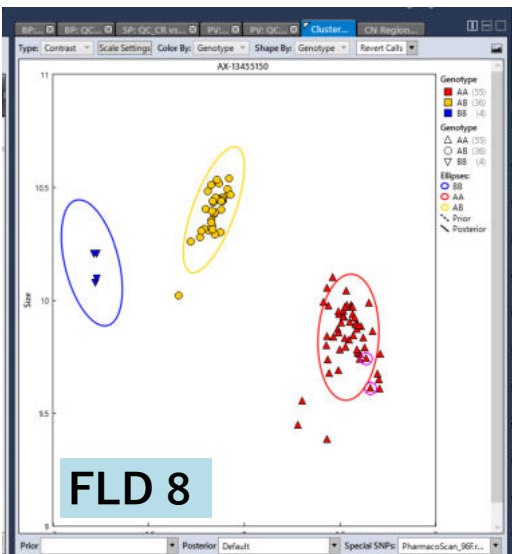 BP:... BP: QC... SP: QC_CR vs... PV:... PV: QC... Cluster... CN Region...
Type: Contrast Scale Settings Color By: Genotype Shape By: Genotype Revert Calls
AX-13455150
11
10.5
10
9.5
9
Size
Genotype
AA (55)
AB (36)
BB (4)
Genotype
AA (55)
AB (36)
BB (4)
Ellipses:
BB
AA
AB
Prior
Posterior
FLD 8
Prior Posterior Default Special SNPs: PharmacoScan_96F.r...